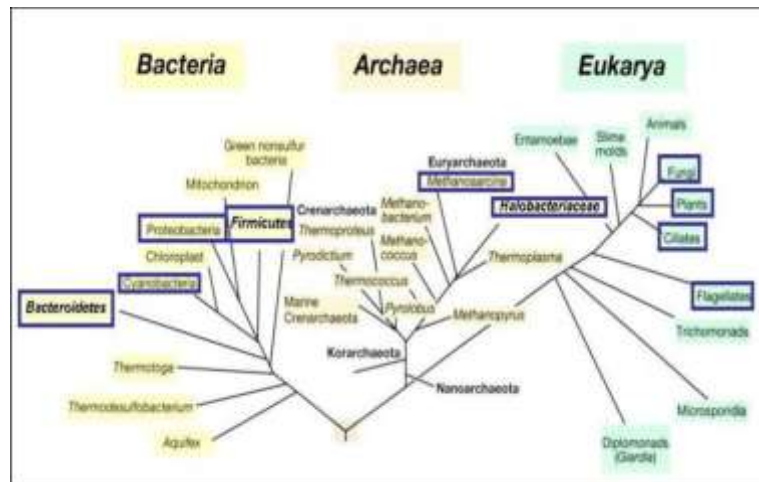 Bacteria
Archaea
Eukarya
Green nonsulfur
bacteria
Mitochondrion
Proteobacteria
Firmicutes
Chloroplast
Cyanobacteria
Bacteroidetes
Thermotoga
Thermodesulfobacterium
Aquifex
Crenarchaeota
Thermoproteus
Pyrodictium
Marine
Crenarchaeota
Thermococcus
Pyrolobus
Methano-
bacterium
Methano-
coccus
Euryarchaeota
Methanosarcina
Halobacteriaceae
Thermoplasma
Methanopyrus
Korarchaeota
Nanoarchaeota
Entamoebae
Slime
molds
Animals
Fungi
Plants
Ciliates
Flagellates
Trichomonads
Microsporidia
Diplomonads
(Giardia)